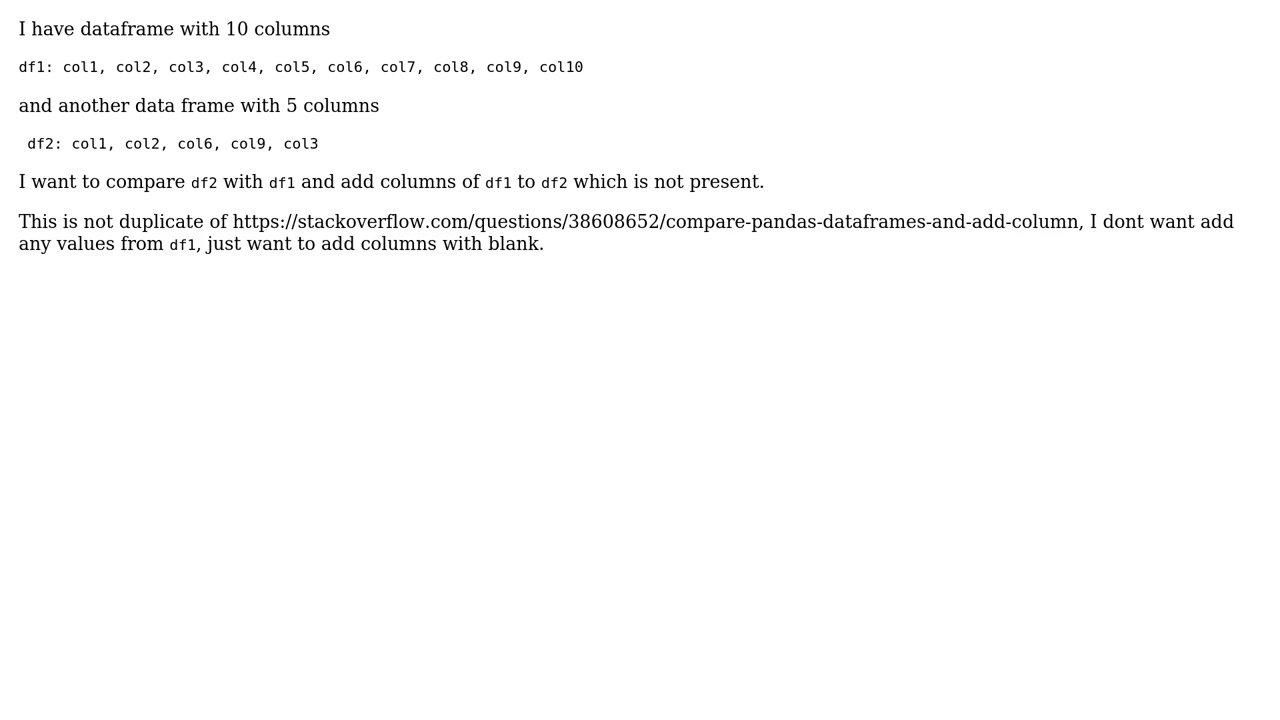 I have dataframe with 10 columns
df1: col1, col2, col3, col4, col5, col6, col7, col8, col9, col10
and another data frame with 5 columns
df2: col1, col2, col6, col9, col3
I want to compare df2 with df1 and add columns of df1 to df2 which is not present.
This is not duplicate of https://stackoverflow.com/questions/38608652/compare-pandas-dataframes-and-add-column, I dont want add
any values from df1, just want to add columns with blank.